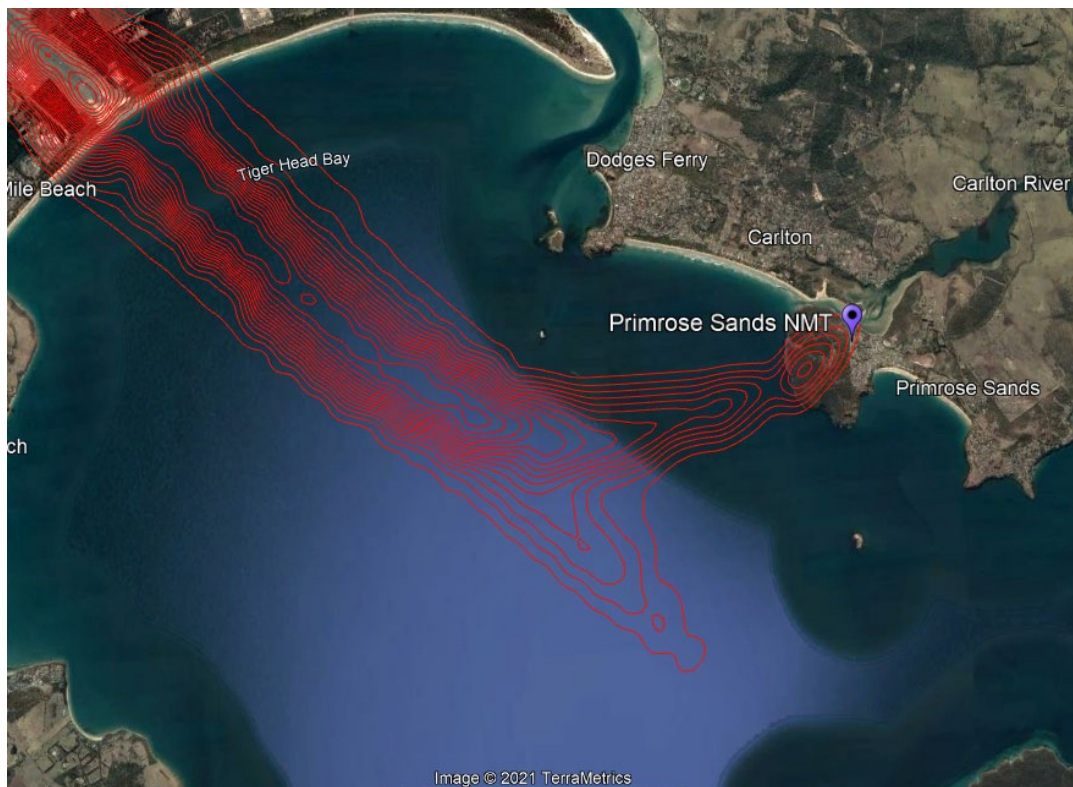 Tiger Head Bay
Dodges Ferry
Mile Beach
Carlton River
Carlton
Primrose Sands NMT
Primrose Sands
ch
Image © 2021 TerraMetrics